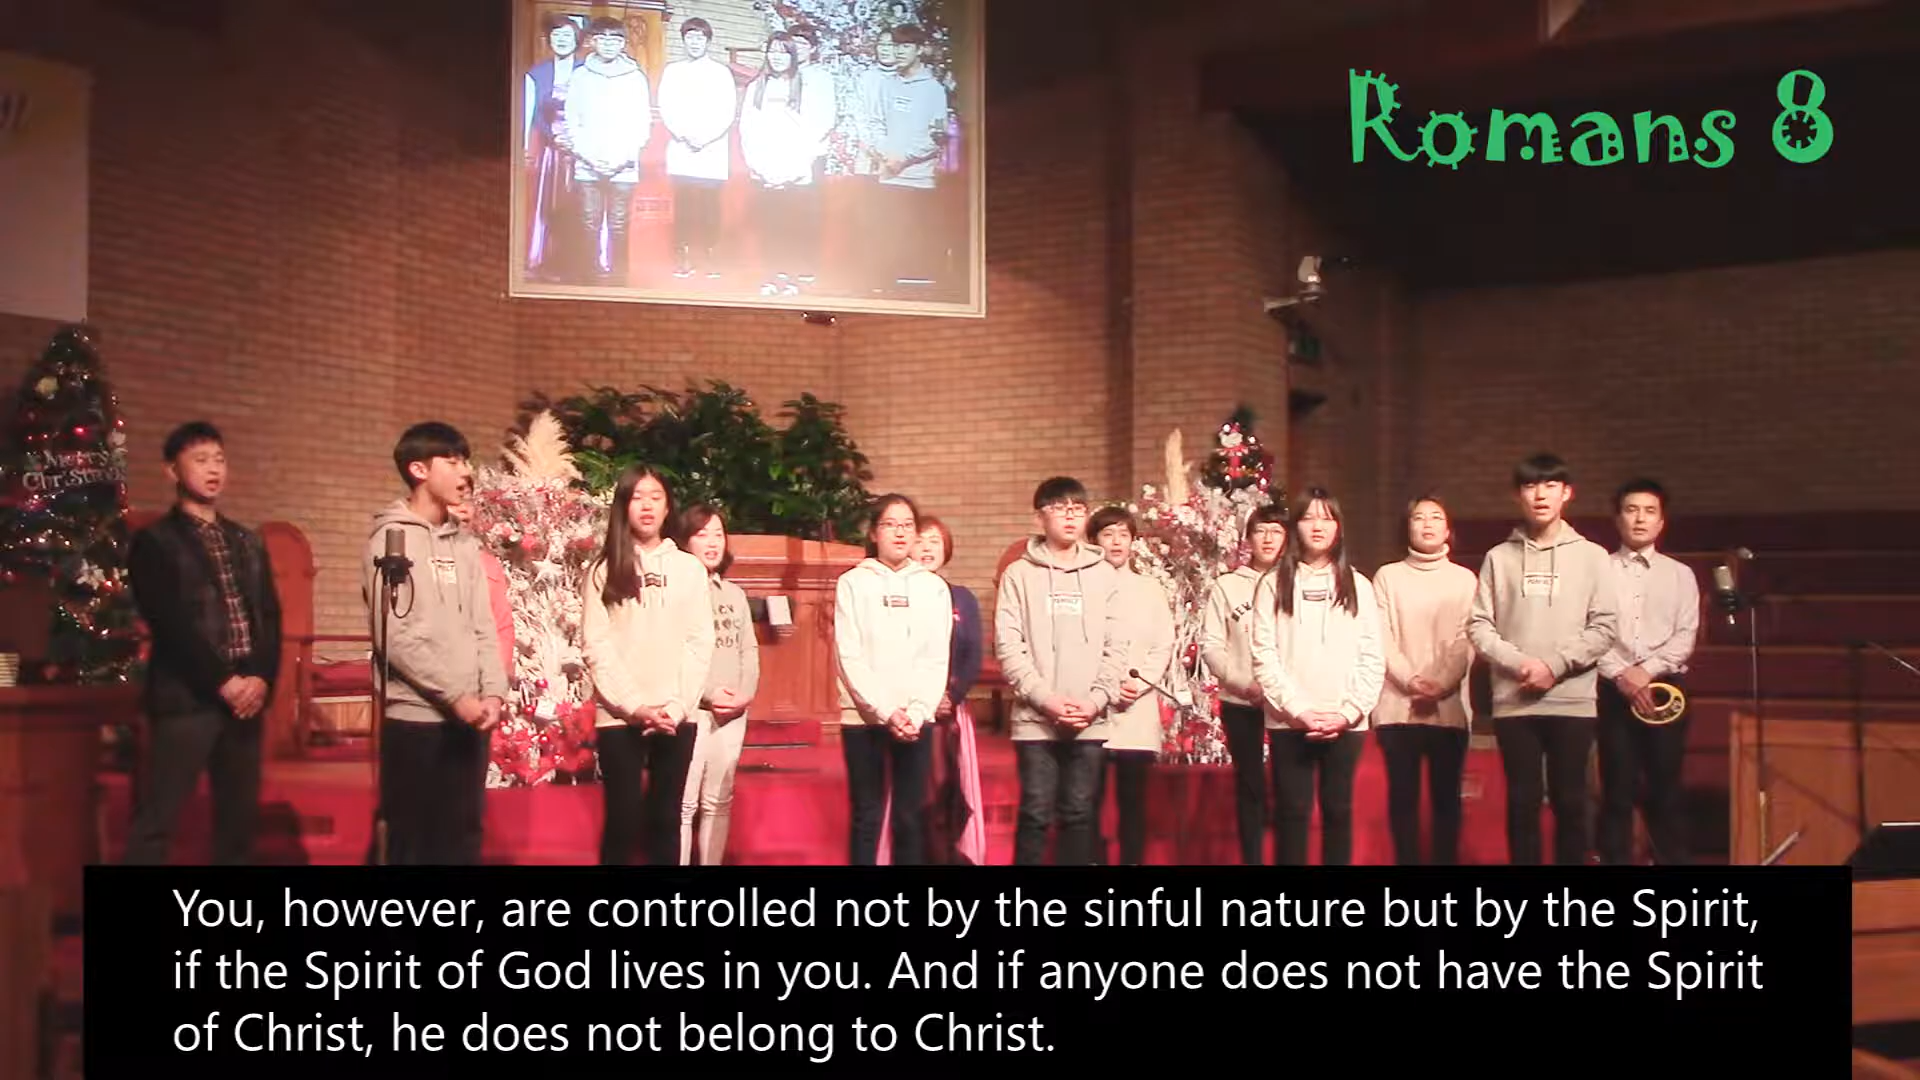 Romans 8
Merry
Christmas
You, however, are controlled not by the sinful nature but by the Spirit,
if the Spirit of God lives in you. And if anyone does not have the Spirit
of Christ, he does not belong to Christ.